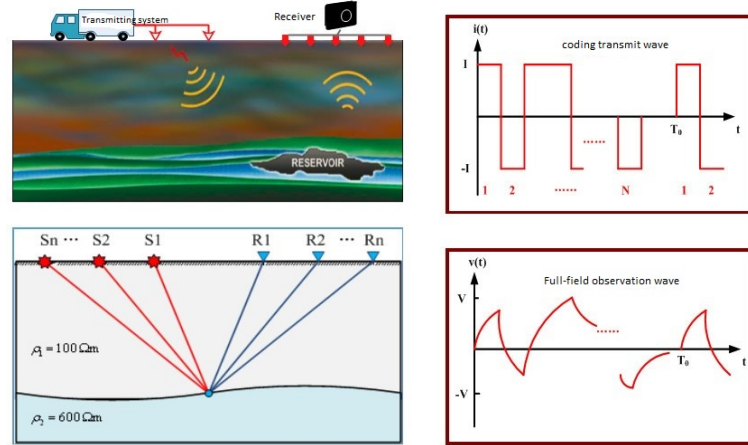 Transmitting system
Receiver
RESERVOIR
i(t)
coding transmit wave
I
T₀
t
-I
......
1 2 ...... N 1 2
Sn ··· S2 S1 R1 R2 ··· Rn
ρ₁ = 100 Ωm
ρ₂ = 600 Ωm
v(t)
Full-field observation wave
V
......
T₀
t
-V